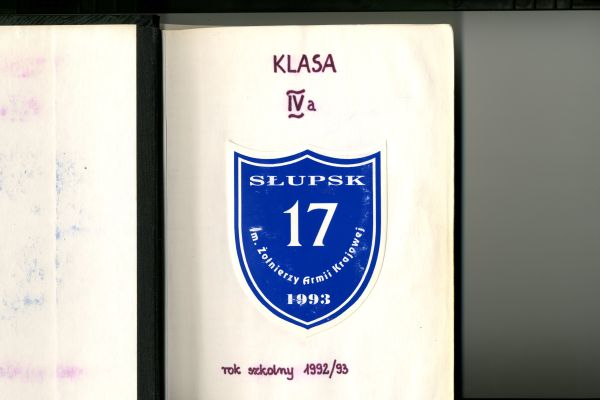 KLASA
IVa
SŁUPSK
17
im. Żołnierzy Armii Krajowej
1993
rok szkolny 1992/93